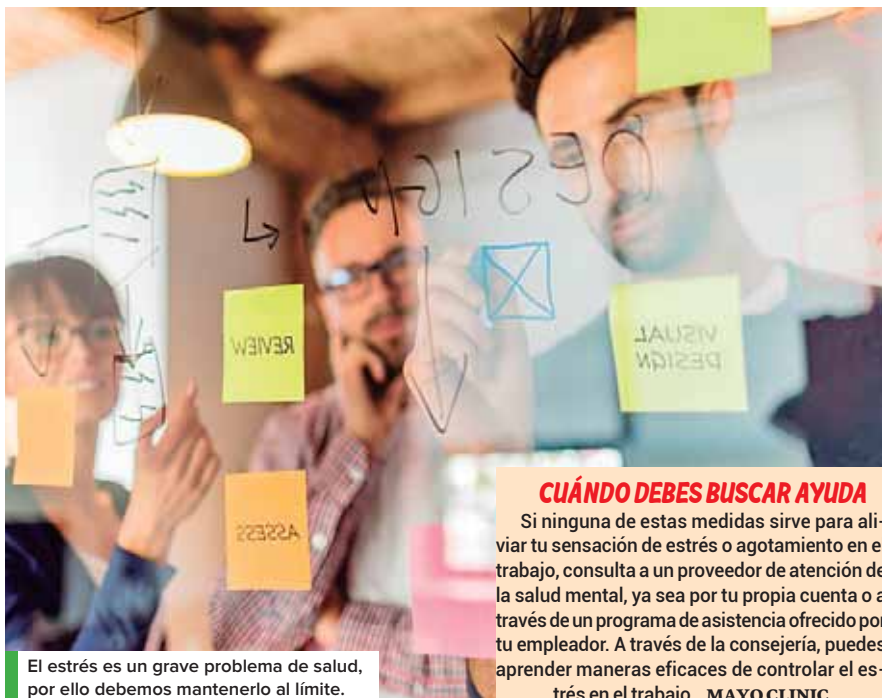 DESIGN
REVIEW
VISUAL
DESIGN
ASSESS
CUÁNDO DEBES BUSCAR AYUDA
Si ninguna de estas medidas sirve para ali-
viar tu sensación de estrés o agotamiento en e
trabajo, consulta a un proveedor de atención de
la salud mental, ya sea por tu propia cuenta o a
través de un programa de asistencia ofrecido por
tu empleador. A través de la consejería, puedes
aprender maneras eficaces de controlar el es-
trés en el trabajo. MAYO CLINIC
El estrés es un grave problema de salud,
por ello debemos mantenerlo al límite.